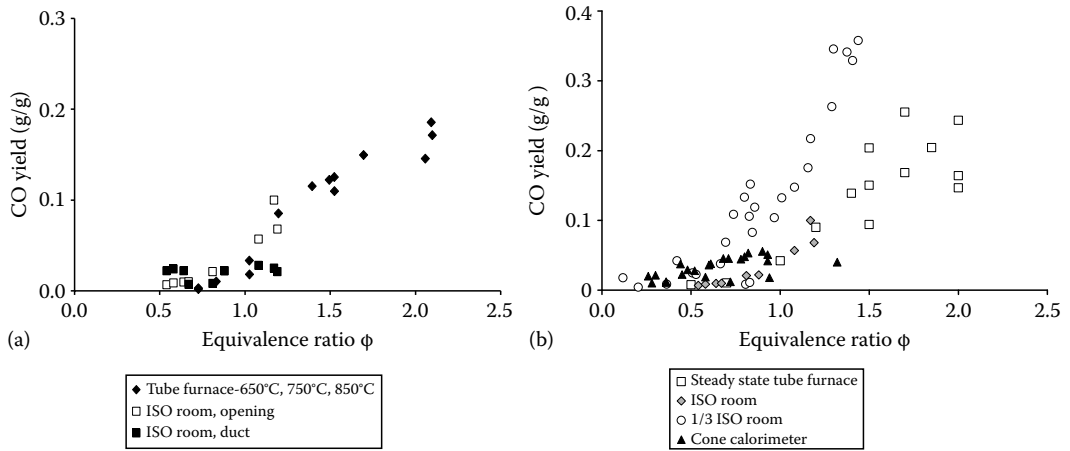 0.3
0.2
0.1
0.0
CO yield (g/g)
0.0 0.5 1.0 1.5 2.0 2.5
(a) Equivalence ratio ϕ
◆ Tube furnace-650°C, 750°C, 850°C
□ ISO room, opening
■ ISO room, duct
0.4
0.3
0.2
0.1
0
CO yield (g/g)
0.0 0.5 1.0 1.5 2.0 2.5
(b) Equivalence ratio ϕ
□ Steady state tube furnace
◆ ISO room
○ 1/3 ISO room
▲ Cone calorimeter